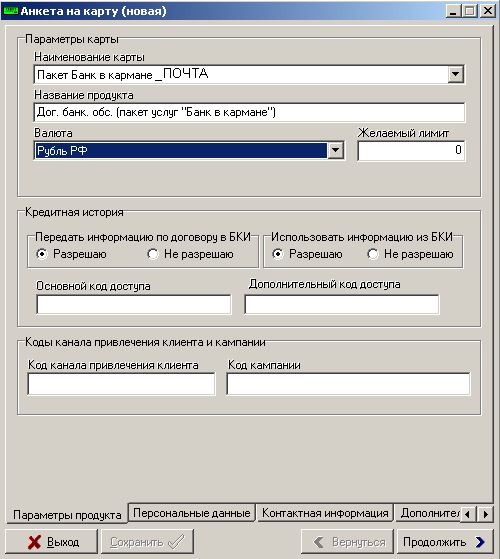 Анкета на карту (новая)
Параметры карты
Наименование карты
Пакет Банк в кармане _ПОЧТА
Название продукта
Дог. банк. обс. (пакет услуг "Банк в кармане")
Валюта Желаемый лимит
Рубль РФ 0
Кредитная история
Передать информацию по договору в БКИ Использовать информацию из БКИ
Разрешаю Не разрешаю Разрешаю Не разрешаю
Основной код доступа Дополнительный код доступа
Коды канала привлечения клиента и кампании
Код канала привлечения клиента Код кампании
Параметры продукта Персональные данные Контактная информация Дополнител
Выход Сохранить Вернуться Продолжить